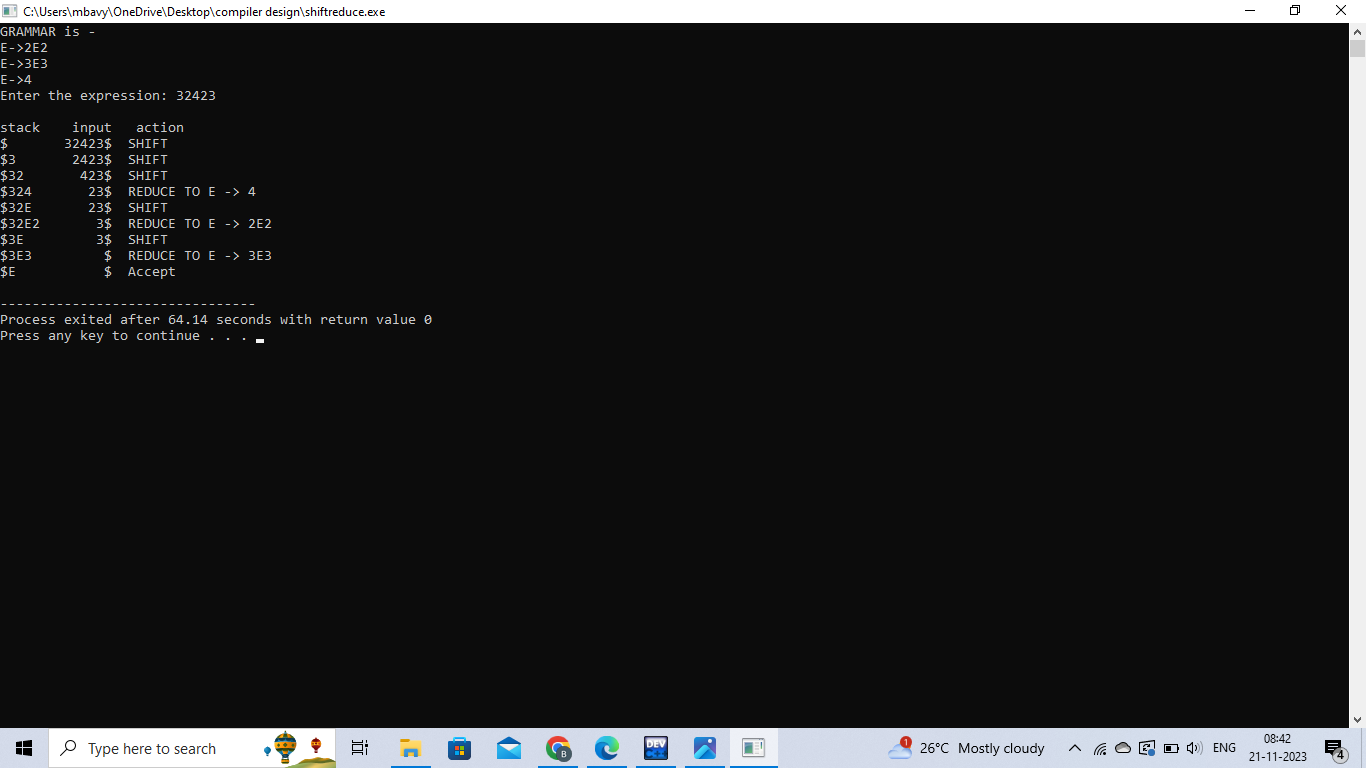 C:\Users\mbavy\OneDrive\Desktop\compiler design\shiftreduce.exe
GRAMMAR is -
E->2E2
E->3E3
E->4
Enter the expression: 32423
stack    input   action
$       32423$  SHIFT
$3       2423$  SHIFT
$32       423$  SHIFT
$324       23$  REDUCE TO E -> 4
$32E       23$  SHIFT
$32E2       3$  REDUCE TO E -> 2E2
$3E         3$  SHIFT
$3E3         $  REDUCE TO E -> 3E3
$E           $  Accept
--------------------------------
Process exited after 64.14 seconds with return value 0
Press any key to continue . . .
Type here to search
B
DEV
1
26°C Mostly cloudy
ENG
08:42
21-11-2023
4